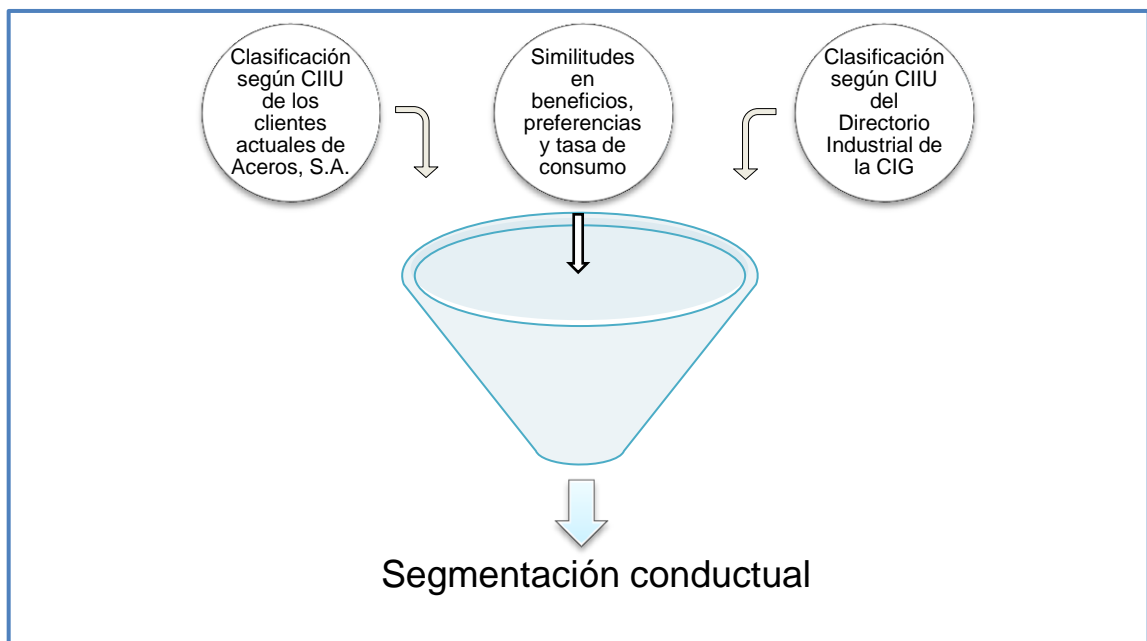 Clasificación
según CIIU
de los
clientes
actuales de
Aceros, S.A.
Similitudes
en
beneficios,
preferencias
y tasa de
consumo
Clasificación
según CIIU
del
Directorio
Industrial de
la CIG
Segmentación conductual